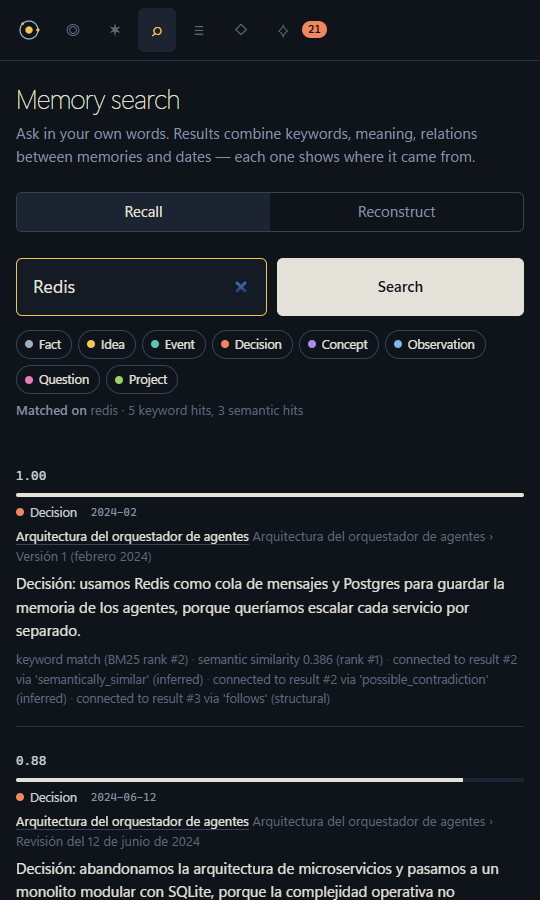 21
Memory search
Ask in your own words. Results combine keywords, meaning, relations
between memories and dates — each one shows where it came from.
Recall
Reconstruct
Redis
Search
Fact
Idea
Event
Decision
Concept
Observation
Question
Project
Matched on redis · 5 keyword hits, 3 semantic hits
1.00
Decision 2024-02
Arquitectura del orquestador de agentes Arquitectura del orquestador de agentes ›
Versión 1 (febrero 2024)
Decisión: usamos Redis como cola de mensajes y Postgres para guardar la
memoria de los agentes, porque queríamos escalar cada servicio por
separado.
keyword match (BM25 rank #2) · semantic similarity 0.386 (rank #1) · connected to result #2
via 'semantically_similar' (inferred) · connected to result #2 via 'possible_contradiction'
(inferred) · connected to result #3 via 'follows' (structural)
0.88
Decision 2024-06-12
Arquitectura del orquestador de agentes Arquitectura del orquestador de agentes ›
Revisión del 12 de junio de 2024
Decisión: abandonamos la arquitectura de microservicios y pasamos a un
monolito modular con SQLite, porque la complejidad operativa no